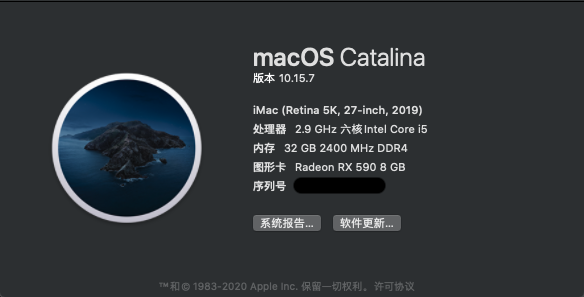 macOS Catalina
版本 10.15.7
iMac (Retina 5K, 27-inch, 2019)
处理器 2.9 GHz 六核Intel Core i5
内存 32 GB 2400 MHz DDR4
图形卡 Radeon RX 590 8 GB
序列号
系统报告... 软件更新...
™和© 1983-2020 Apple Inc. 保留一切权利。许可协议